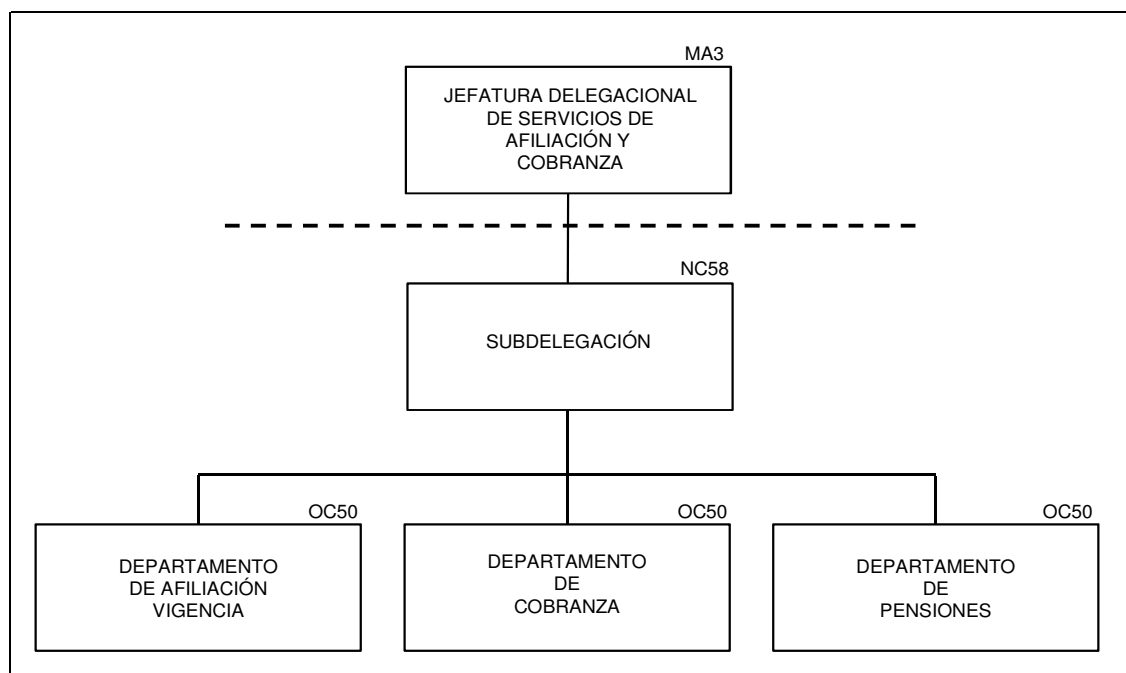 MA3
JEFATURA DELEGACIONAL
DE SERVICIOS DE
AFILIACIÓN Y
COBRANZA
NC58
SUBDELEGACIÓN
OC50
DEPARTAMENTO
DE AFILIACIÓN
VIGENCIA
OC50
DEPARTAMENTO
DE
COBRANZA
OC50
DEPARTAMENTO
DE
PENSIONES